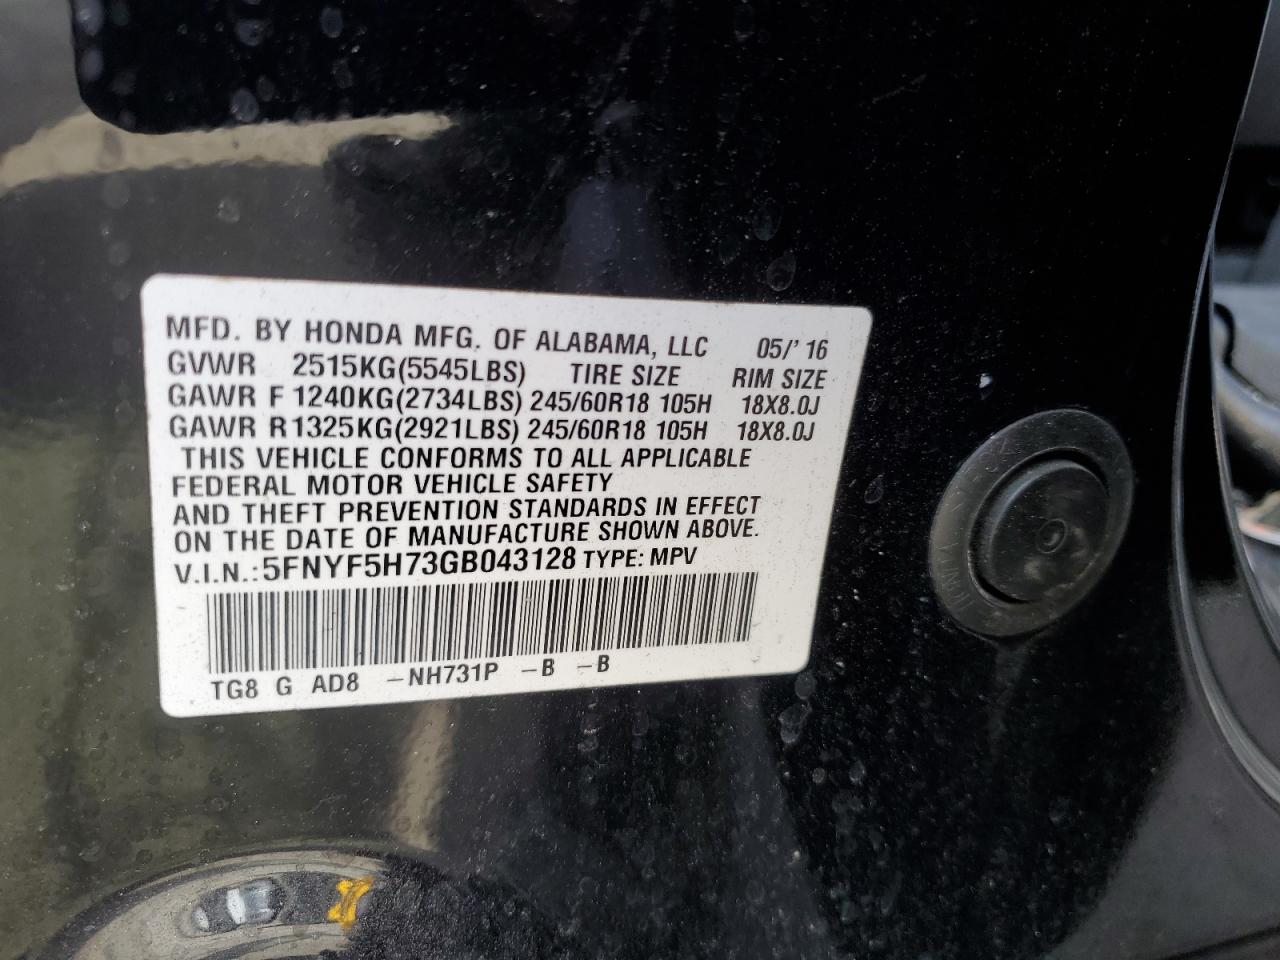 MFD. BY HONDA MFG. OF ALABAMA, LLC 05/'16
GVWR 2515KG(5545LBS) TIRE SIZE RIM SIZE
GAWR F 1240KG(2734LBS) 245/60R18 105H 18X8.0J
GAWR R1325KG(2921LBS) 245/60R18 105H 18X8.0J
THIS VEHICLE CONFORMS TO ALL APPLICABLE
FEDERAL MOTOR VEHICLE SAFETY
AND THEFT PREVENTION STANDARDS IN EFFECT
ON THE DATE OF MANUFACTURE SHOWN ABOVE.
V.I.N.:5FNYF5H73GB043128 TYPE: MPV
TG8 G AD8 -NH731P -B -B